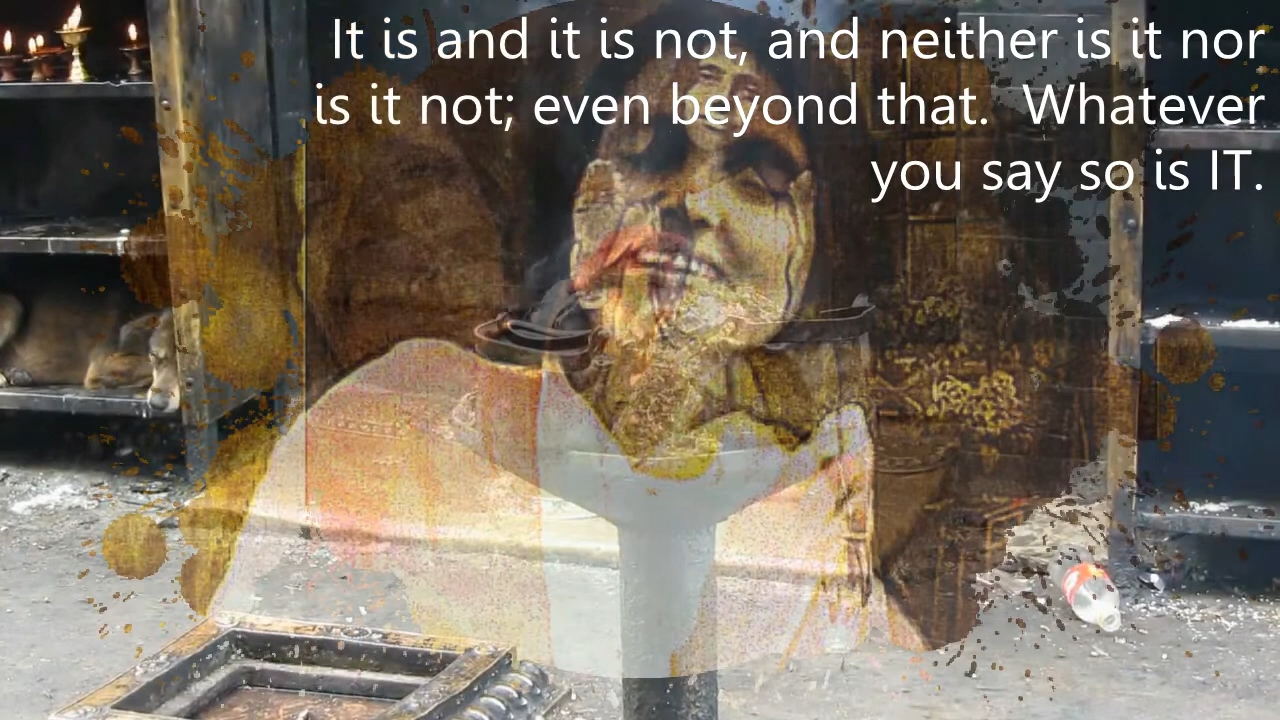 It is and it is not, and neither is it nor
is it not; even beyond that.  Whatever
you say so is IT.